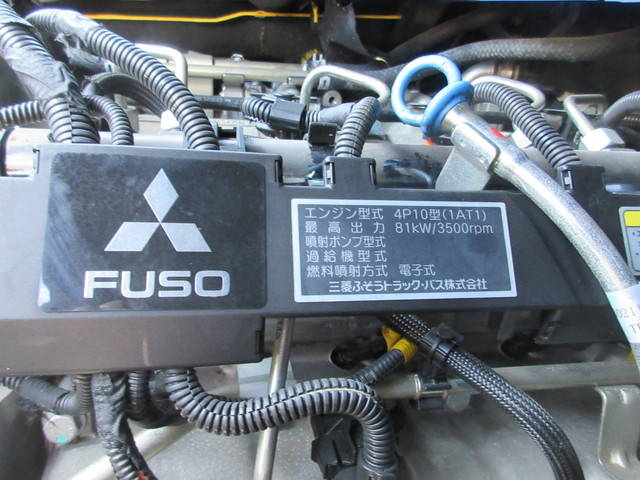 FUSO
エンジン型式 4P10型(1AT1)
最高出力 81kW/3500rpm
噴射ポンプ型式
過給機型式
燃料噴射方式 電子式
三菱ふそうトラック・バス株式会社